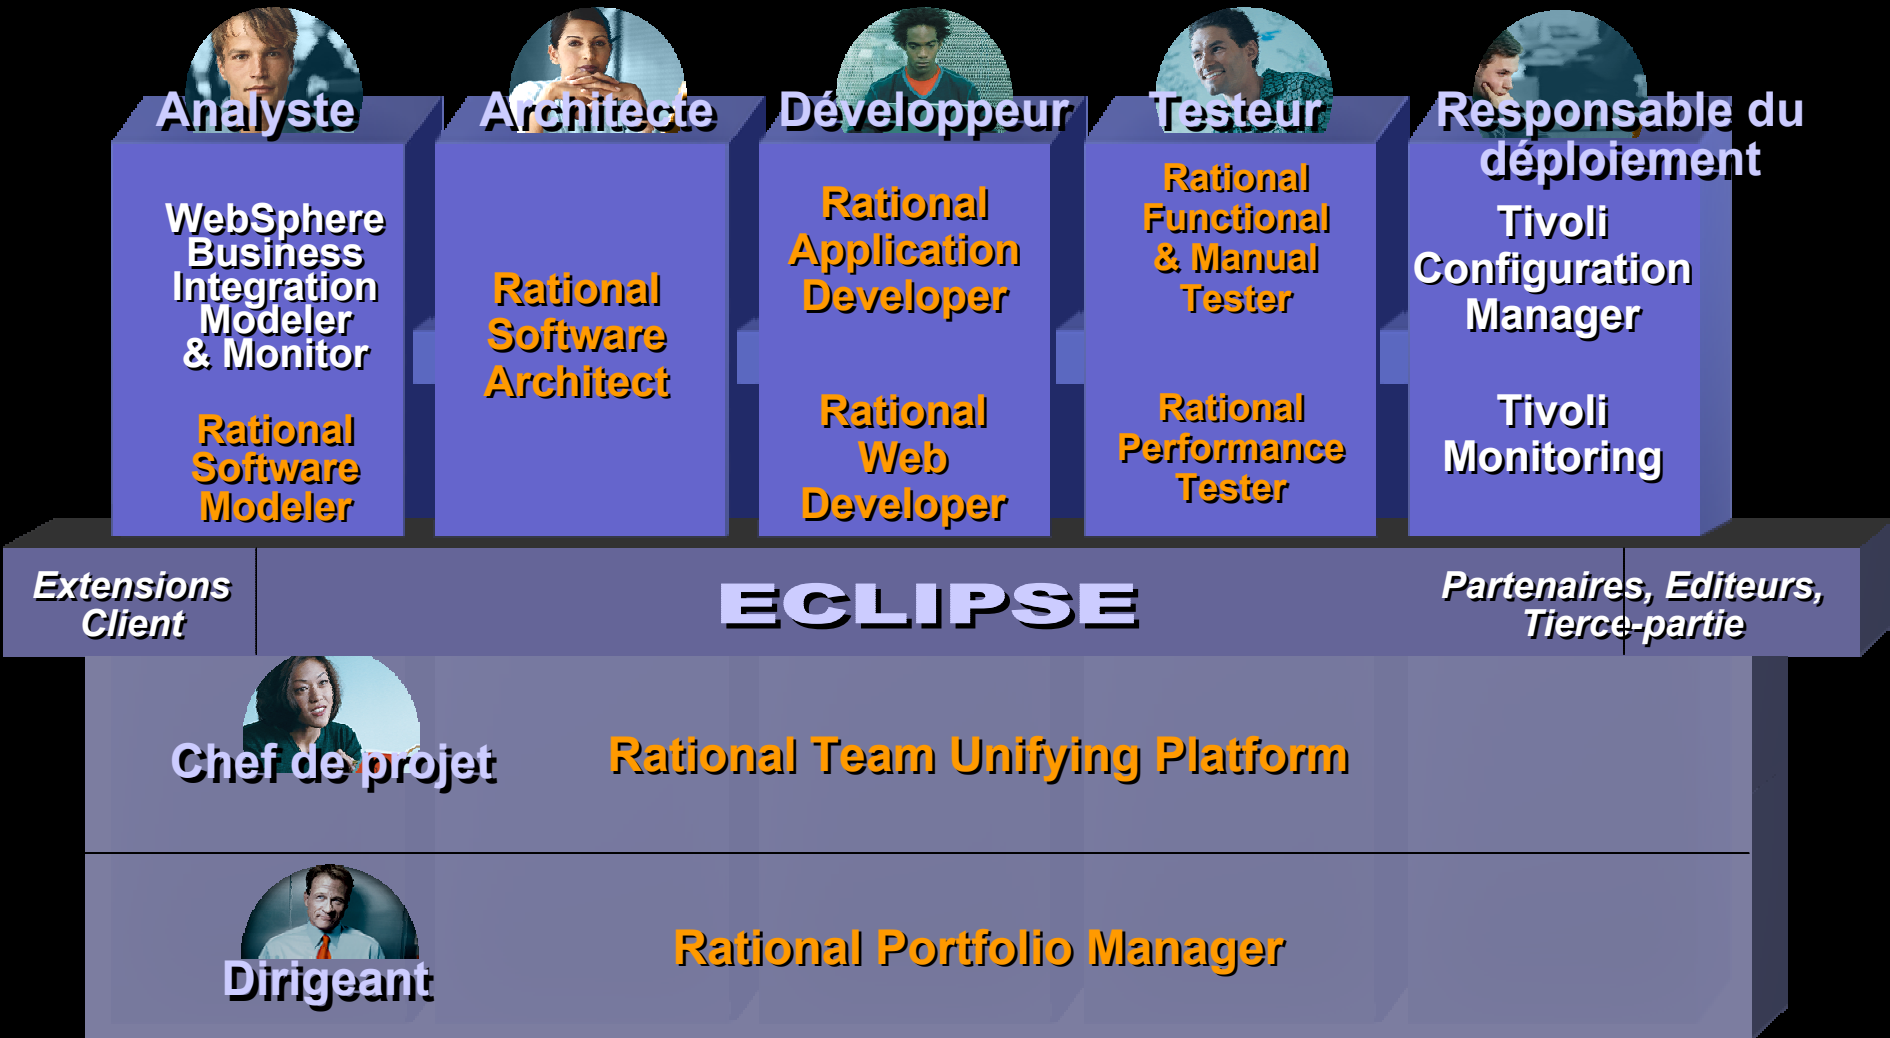 Analyste
Architecte
Développeur
Testeur
Responsable du
déploiement
WebSphere
Business
Integration
Modeler
& Monitor
Rational
Software
Modeler
Rational
Software
Architect
Rational
Application
Developer
Rational
Web
Developer
Rational
Functional
& Manual
Tester
Rational
Performance
Tester
Tivoli
Configuration
Manager
Tivoli
Monitoring
Extensions
Client
ECLIPSE
Partenaires, Editeurs,
Tierce-partie
Chef de projet
Rational Team Unifying Platform
Dirigeant
Rational Portfolio Manager